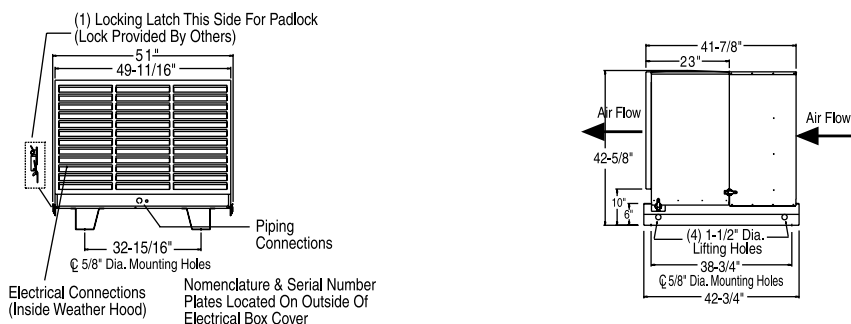 (1) Locking Latch This Side For Padlock
(Lock Provided By Others)
51"
49-11/16"
Piping
Connections
32-15/16"
℄ 5/8" Dia. Mounting Holes
Electrical Connections
(Inside Weather Hood)
Nomenclature & Serial Number
Plates Located On Outside Of
Electrical Box Cover
41-7/8"
23"
Air Flow
Air Flow
42-5/8"
10"
6"
(4) 1-1/2" Dia.
Lifting Holes
38-3/4"
℄ 5/8" Dia. Mounting Holes
42-3/4"